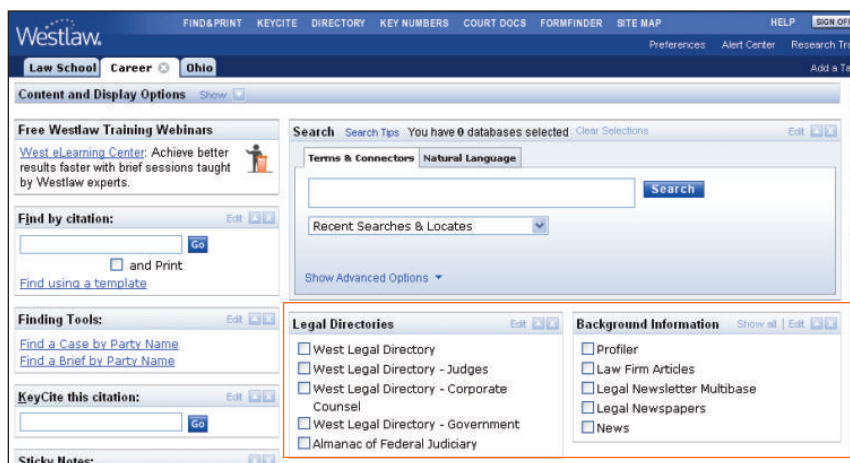 Westlaw.
FIND&PRINT KEYCITE DIRECTORY KEY NUMBERS COURT DOCS FORMFINDER SITE MAP HELP SIGN OFF
Preferences Alert Center Research
Law School Career Ohio Add a
Content and Display Options Show
Free Westlaw Training Webinars
West eLearning Center: Achieve better
results faster with brief sessions taught
by Westlaw experts.
Find by citation: Edit
Go
and Print
Find using a template
Finding Tools: Edit
Find a Case by Party Name
Find a Brief by Party Name
KeyCite this citation: Edit
Go
Sticky Notes:
Search Search Tips You have 0 databases selected Clear Selections Edit
Terms & Connectors Natural Language
Search
Recent Searches & Locates
Show Advanced Options
Legal Directories Edit
West Legal Directory
West Legal Directory - Judges
West Legal Directory - Corporate
Counsel
West Legal Directory - Government
Almanac of Federal Judiciary
Background Information Show all | Edit
Profiler
Law Firm Articles
Legal Newsletter Multibase
Legal Newspapers
News